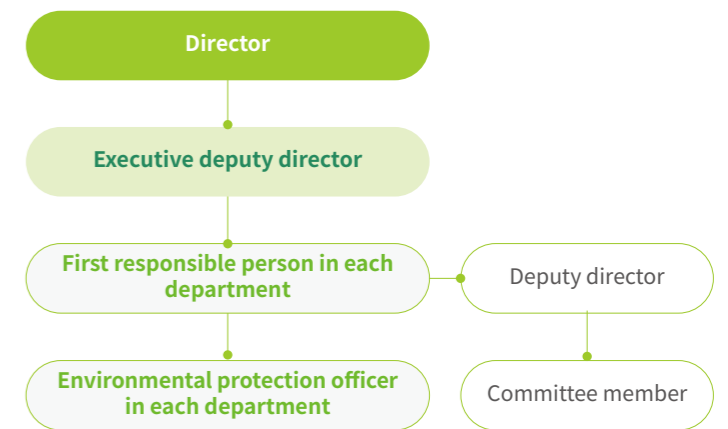 Director
Executive deputy director
First responsible person in each
department
Deputy director
Environmental protection officer
in each department
Committee member